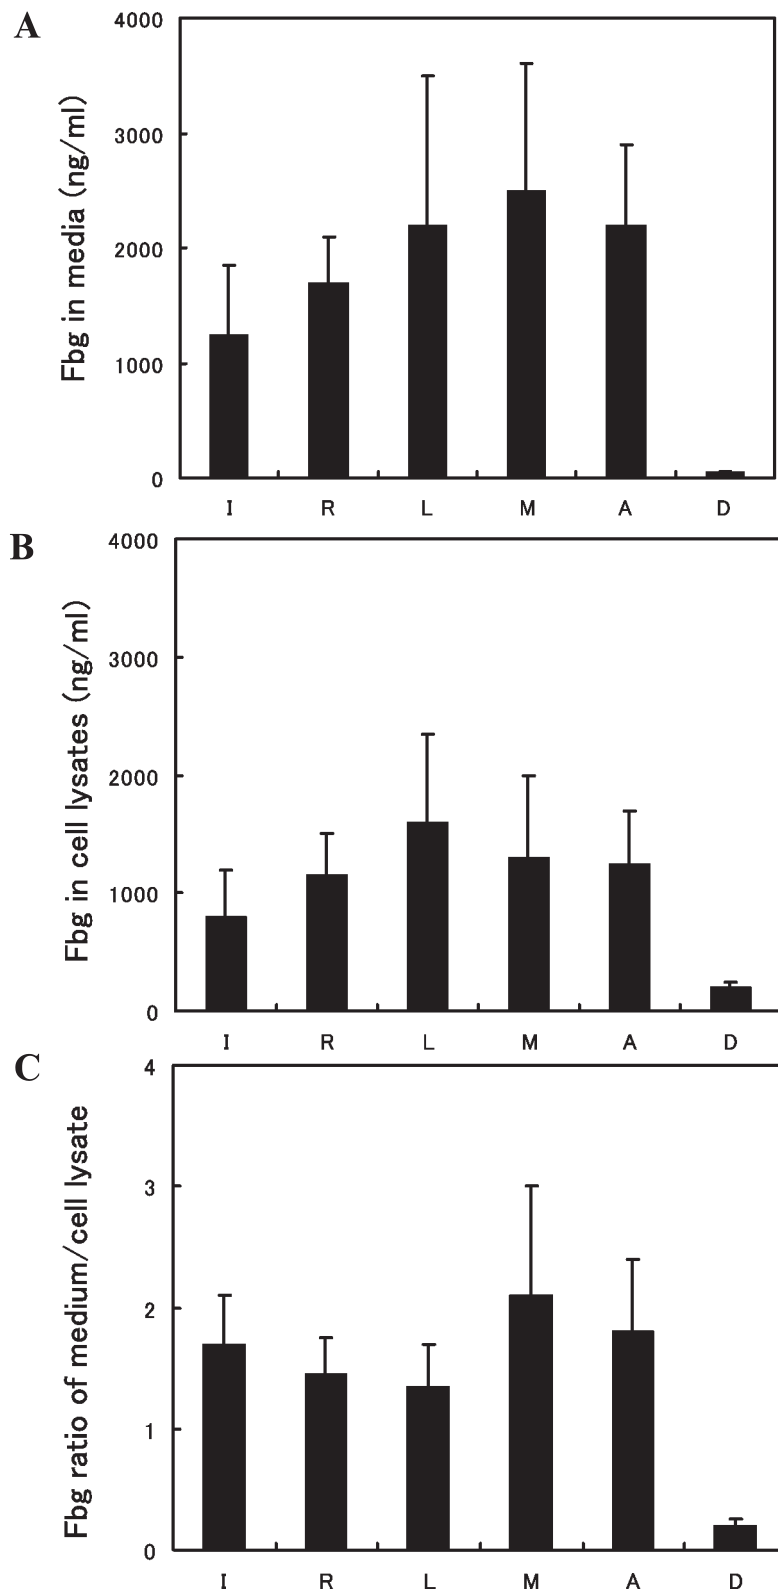 A
Fbg in media (ng/ml)
4000
3000
2000
1000
0
I R L M A D
B
Fbg in cell lysates (ng/ml)
4000
3000
2000
1000
0
I R L M A D
C
Fbg ratio of medium/cell lysate
4
3
2
1
0
I R L M A D